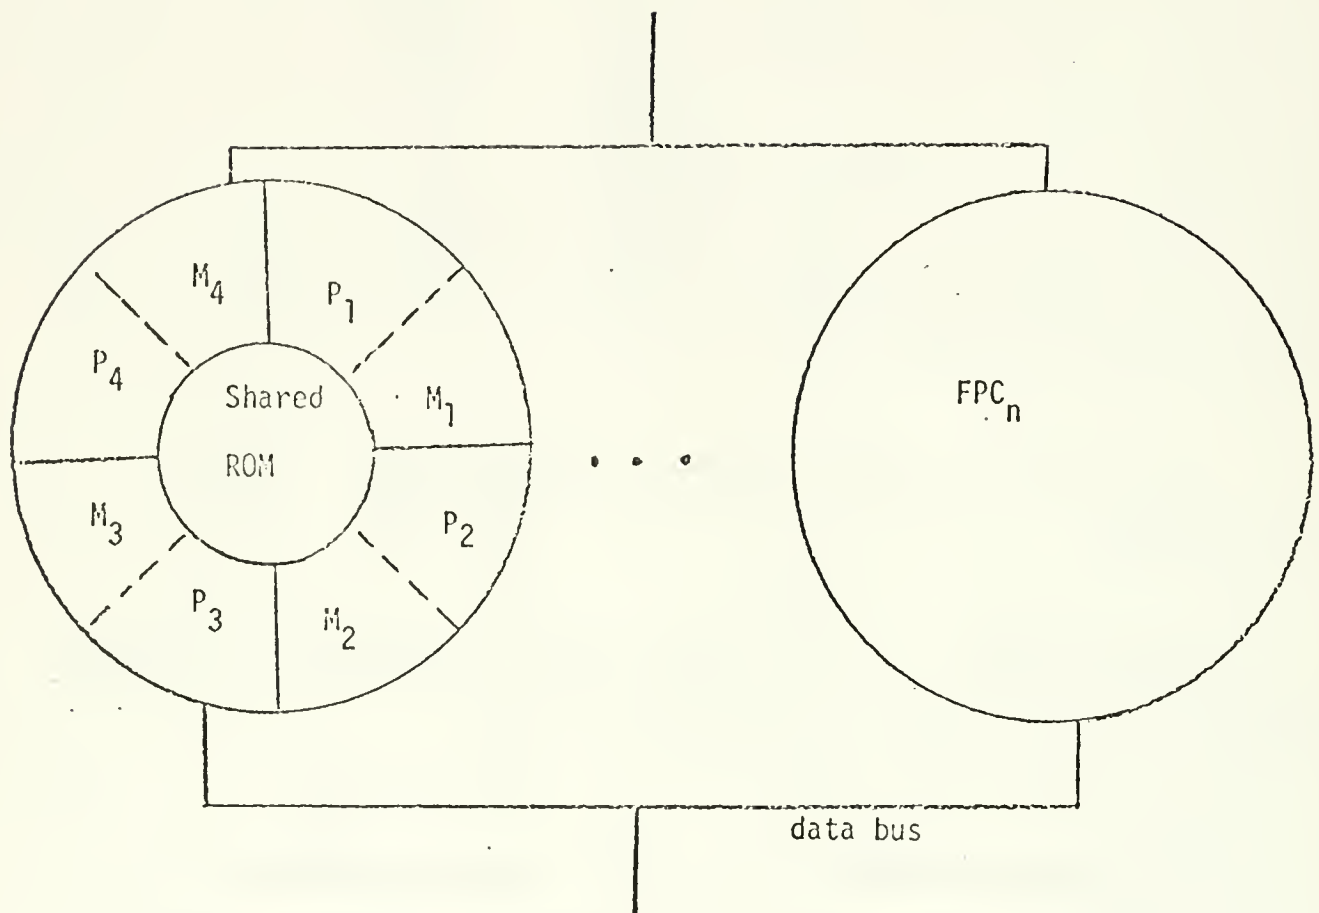 M4
P1
P4
M1
Shared
ROM
M3
P2
P3
M2
• • •
FPCn
data bus